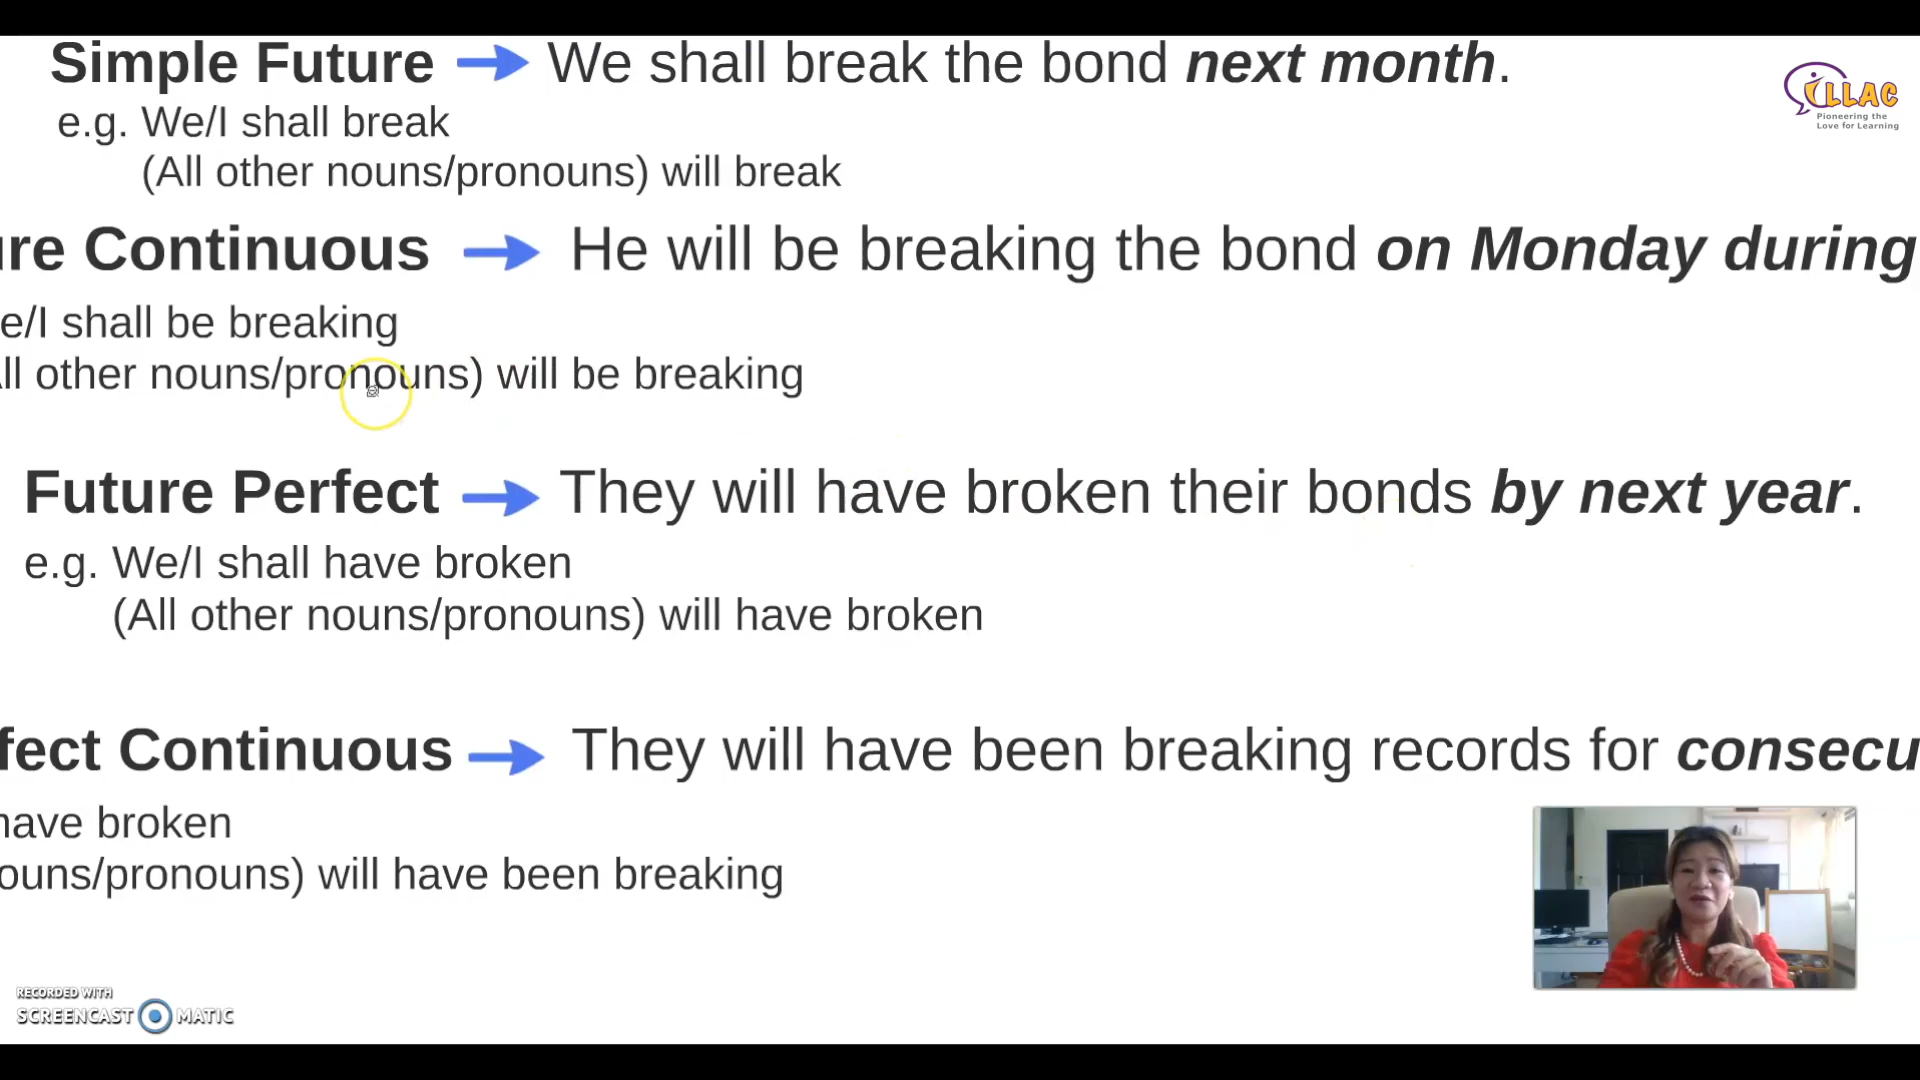 Simple Future We shall break the bond next month.
e.g. We/I shall break
(All other nouns/pronouns) will break
ILLAC
Pioneering the
Love for Learning
re Continuous He will be breaking the bond on Monday during
e/I shall be breaking
ll other nouns/pronouns) will be breaking
Future Perfect They will have broken their bonds by next year.
e.g. We/I shall have broken
(All other nouns/pronouns) will have broken
fect Continuous They will have been breaking records for consecu
have broken
ouns/pronouns) will have been breaking
RECORDED WITH
SCREENCAST MATIC